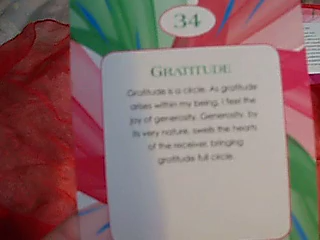 34
GRATITUDE
Gratitude is a circle. As gratitude
arises within my being, I feel the
joy of generosity. Generosity, by
its very nature, swells the hearts
of the receiver, bringing
gratitude full circle.